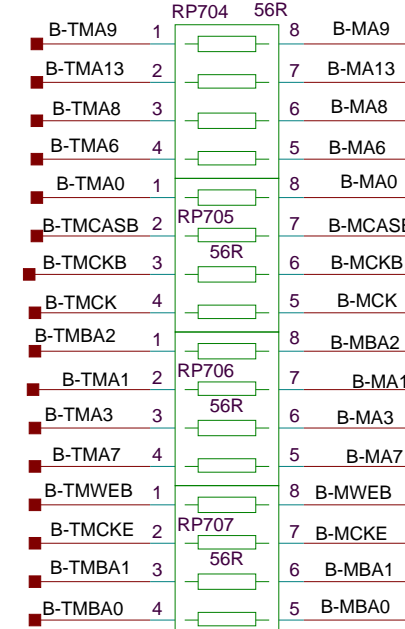 RP704 56R
B-TMA9 1 8 B-MA9
B-TMA13 2 7 B-MA13
B-TMA8 3 6 B-MA8
B-TMA6 4 5 B-MA6
B-TMA0 1 8 B-MA0
RP705
B-TMCASB 2 7 B-MCASB
56R
B-TMCKB 3 6 B-MCKB
B-TMCK 4 5 B-MCK
B-TMBA2 1 8 B-MBA2
RP706
B-TMA1 2 7 B-MA1
56R
B-TMA3 3 6 B-MA3
B-TMA7 4 5 B-MA7
B-TMWEB 1 8 B-MWEB
RP707
B-TMCKE 2 7 B-MCKE
56R
B-TMBA1 3 6 B-MBA1
B-TMBA0 4 5 B-MBA0